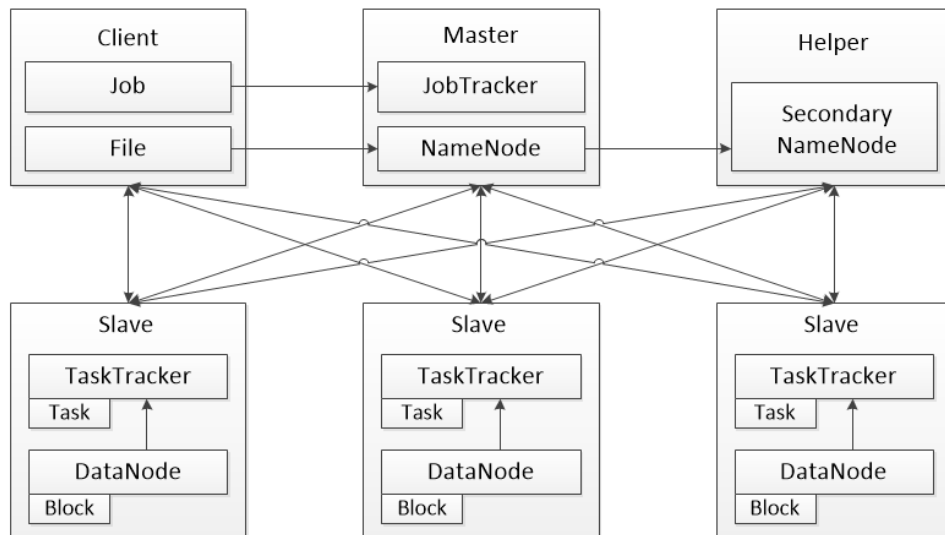 Client
Job
File
Master
JobTracker
NameNode
Helper
Secondary
NameNode
Slave
TaskTracker
Task
DataNode
Block
Slave
TaskTracker
Task
DataNode
Block
Slave
TaskTracker
Task
DataNode
Block